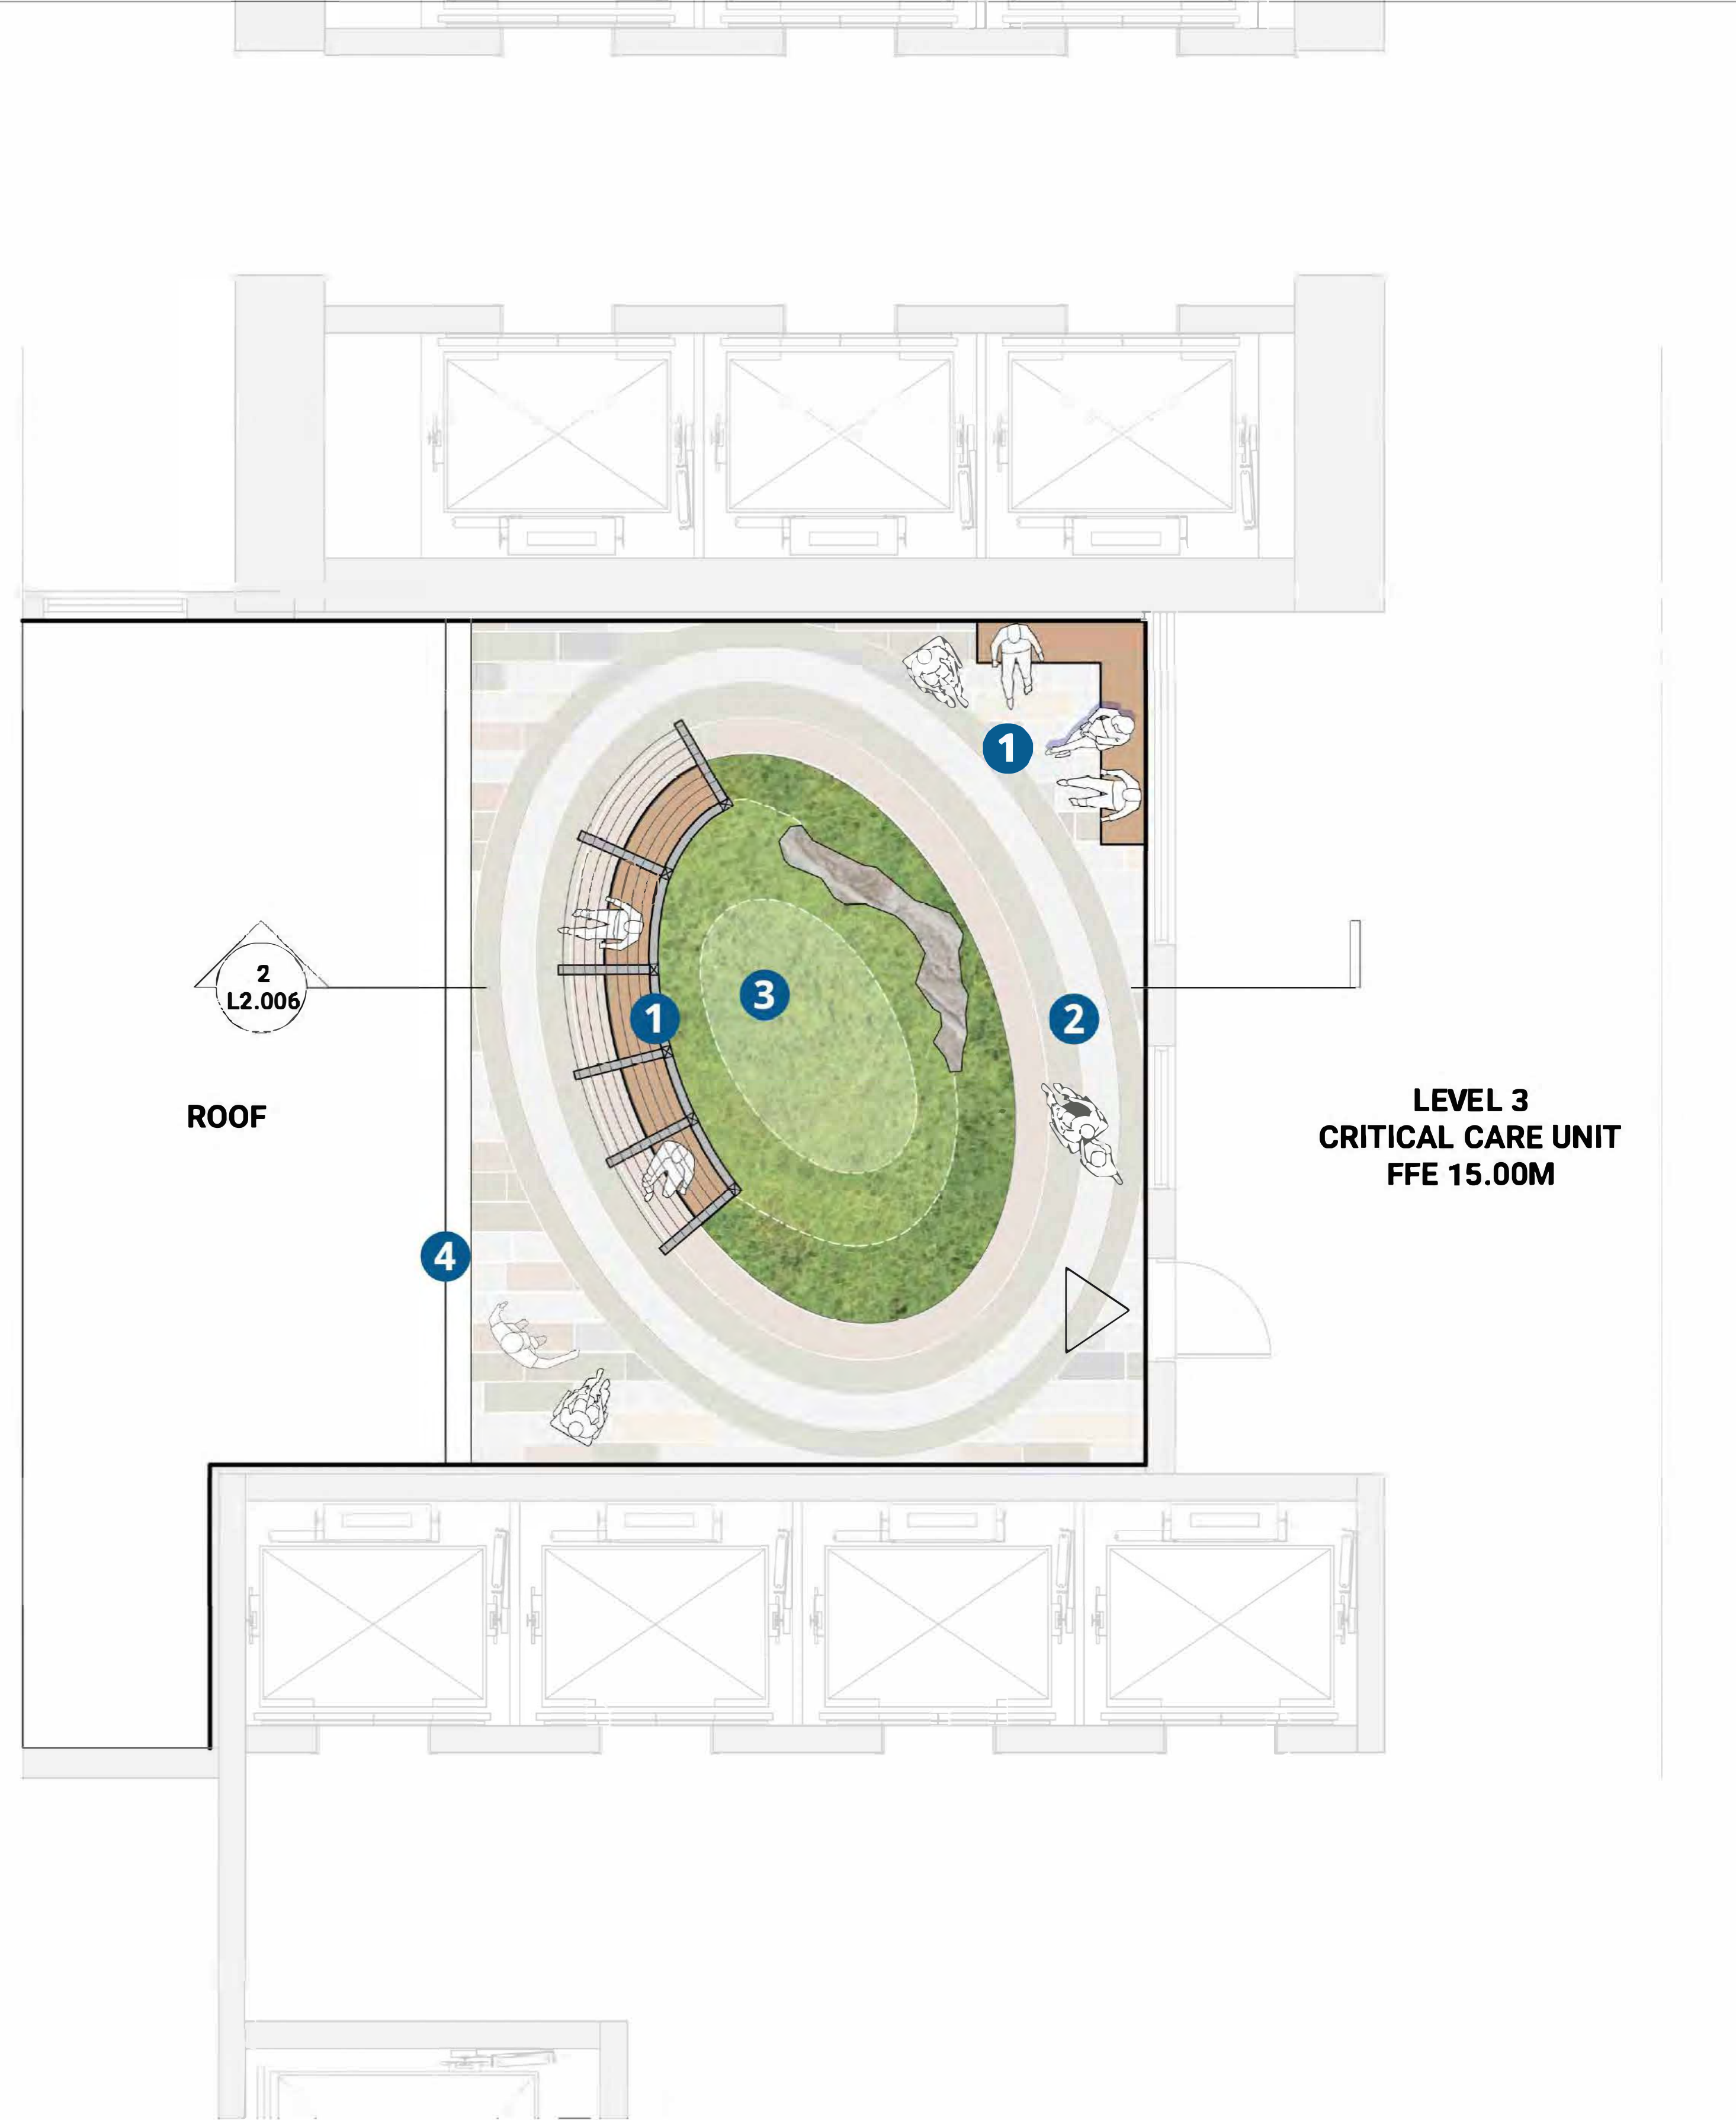 1
2
L2.006
3
1
2
ROOF
LEVEL 3
CRITICAL CARE UNIT
FFE 15.00M
4